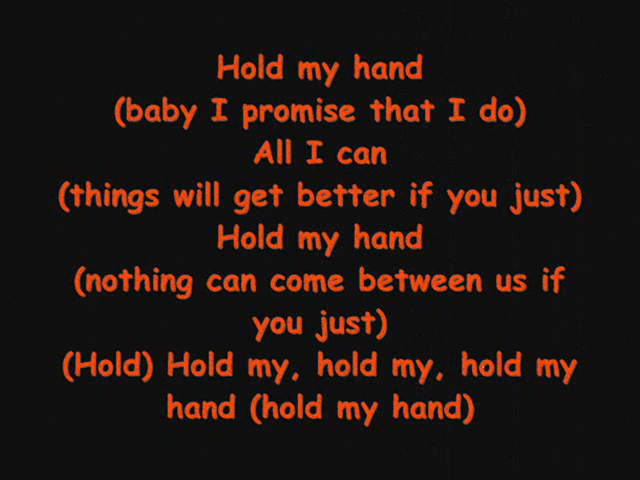 Hold my hand
(baby I promise that I do)
All I can
(things will get better if you just)
Hold my hand
(nothing can come between us if
you just)
(Hold) Hold my, hold my, hold my
hand (hold my hand)